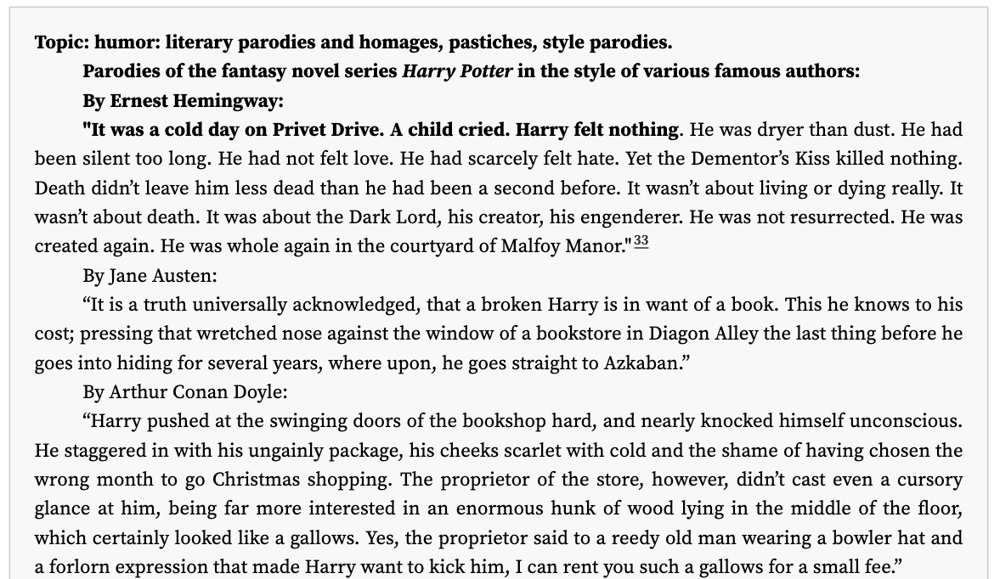 Topic: humor: literary parodies and homages, pastiches, style parodies.
Parodies of the fantasy novel series Harry Potter in the style of various famous authors:
By Ernest Hemingway:
"It was a cold day on Privet Drive. A child cried. Harry felt nothing. He was dryer than dust. He had
been silent too long. He had not felt love. He had scarcely felt hate. Yet the Dementor’s Kiss killed nothing.
Death didn’t leave him less dead than he had been a second before. It wasn’t about living or dying really. It
wasn’t about death. It was about the Dark Lord, his creator, his engenderer. He was not resurrected. He was
created again. He was whole again in the courtyard of Malfoy Manor."33
By Jane Austen:
“It is a truth universally acknowledged, that a broken Harry is in want of a book. This he knows to his
cost; pressing that wretched nose against the window of a bookstore in Diagon Alley the last thing before he
goes into hiding for several years, where upon, he goes straight to Azkaban.”
By Arthur Conan Doyle:
“Harry pushed at the swinging doors of the bookshop hard, and nearly knocked himself unconscious.
He staggered in with his ungainly package, his cheeks scarlet with cold and the shame of having chosen the
wrong month to go Christmas shopping. The proprietor of the store, however, didn’t cast even a cursory
glance at him, being far more interested in an enormous hunk of wood lying in the middle of the floor,
which certainly looked like a gallows. Yes, the proprietor said to a reedy old man wearing a bowler hat and
a forlorn expression that made Harry want to kick him, I can rent you such a gallows for a small fee.”